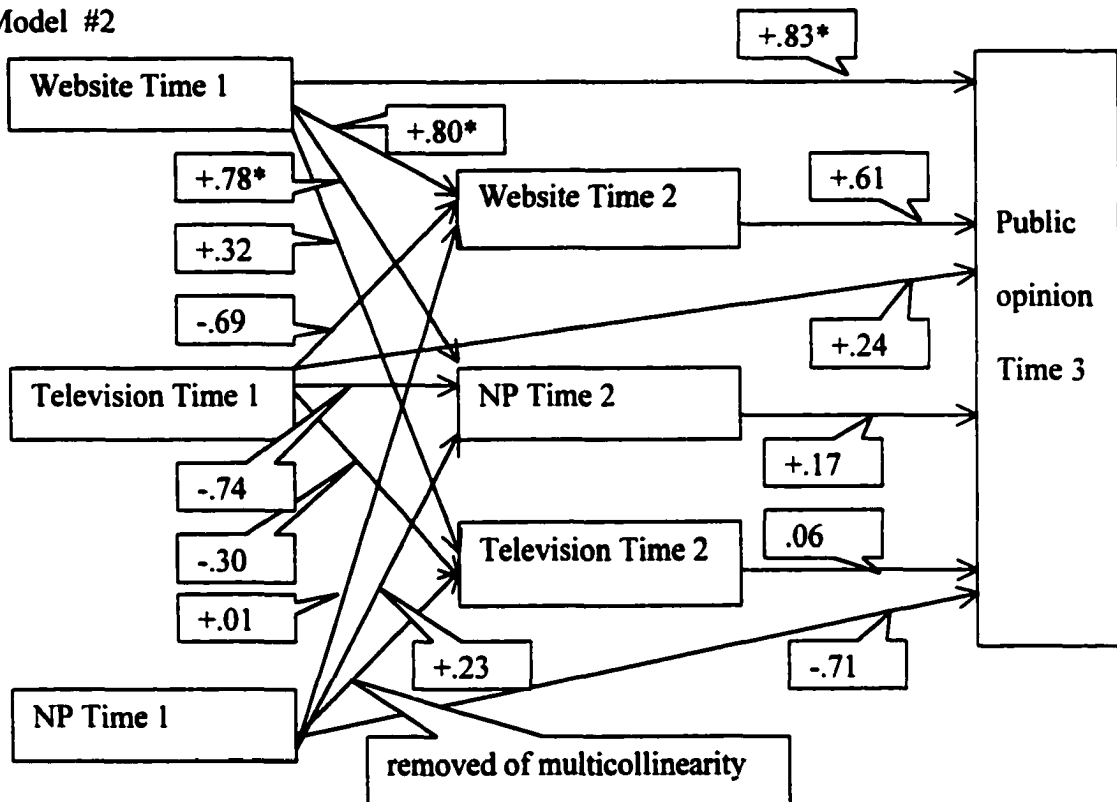 Model #2
+.83*
Website Time 1
+.80*
+.78*
Website Time 2
+.61
Public
opinion
Time 3
+.32
-.69
+.24
Television Time 1
NP Time 2
+.17
-.74
-.30
Television Time 2
.06
+.01
+.23
-.71
NP Time 1
removed of multicollinearity